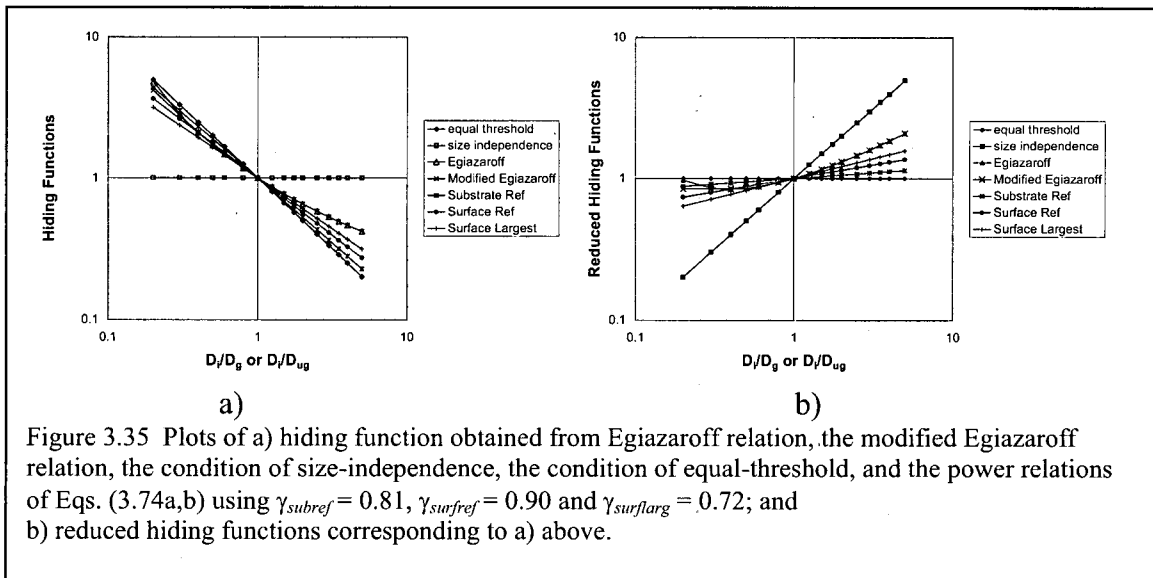 10
Hiding Functions
1
0.1
0.1
1
10
Dᵢ/D_g or Dᵢ/D_ug
equal threshold
size independence
Egiazaroff
Modified Egiazaroff
Substrate Ref
Surface Ref
Surface Largest
a)
10
Reduced Hiding Functions
1
0.1
0.1
1
10
Dᵢ/D_g or Dᵢ/D_ug
equal threshold
size independence
Egiazaroff
Modified Egiazaroff
Substrate Ref
Surface Ref
Surface Largest
b)
Figure 3.35 Plots of a) hiding function obtained from Egiazaroff relation, the modified Egiazaroff
relation, the condition of size-independence, the condition of equal-threshold, and the power relations
of Eqs. (3.74a,b) using γ_subref = 0.81, γ_surfref = 0.90 and γ_surflarg = 0.72; and
b) reduced hiding functions corresponding to a) above.